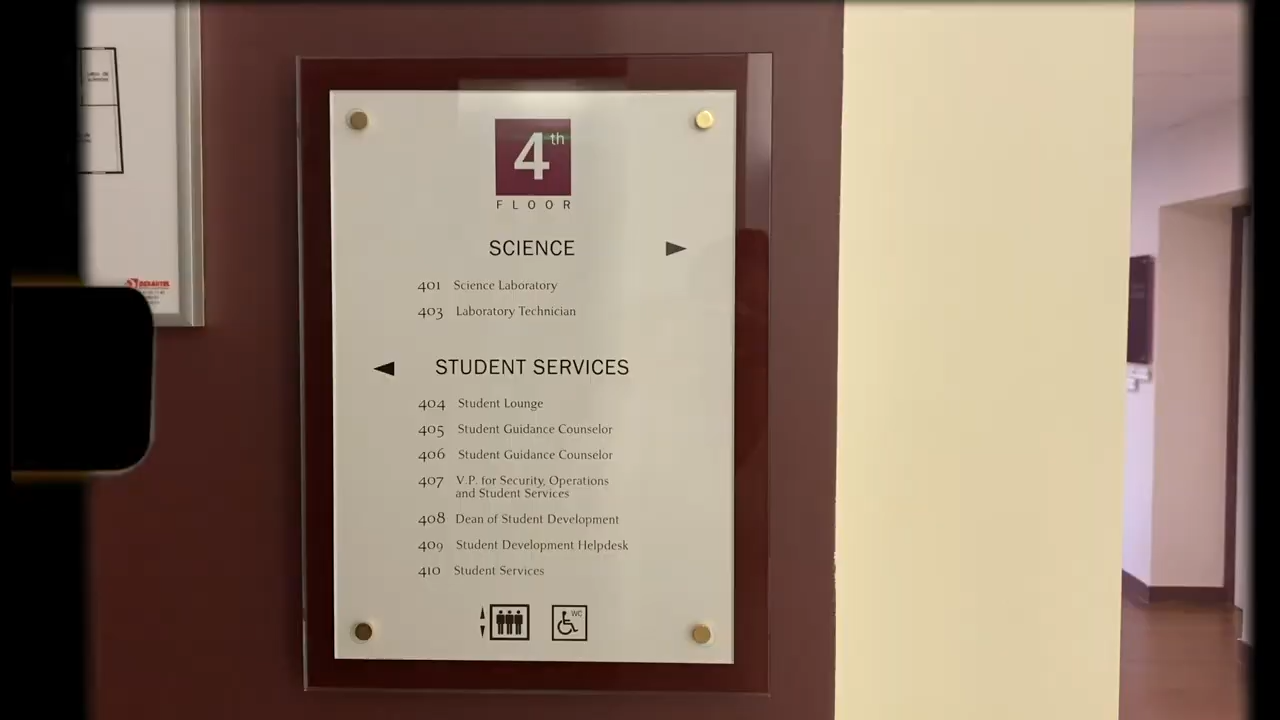 4th
FLOOR
SCIENCE
401 Science Laboratory
403 Laboratory Technician
STUDENT SERVICES
404 Student Lounge
405 Student Guidance Counselor
406 Student Guidance Counselor
407 V.P. for Security, Operations
and Student Services
408 Dean of Student Development
409 Student Development Helpdesk
410 Student Services
WC